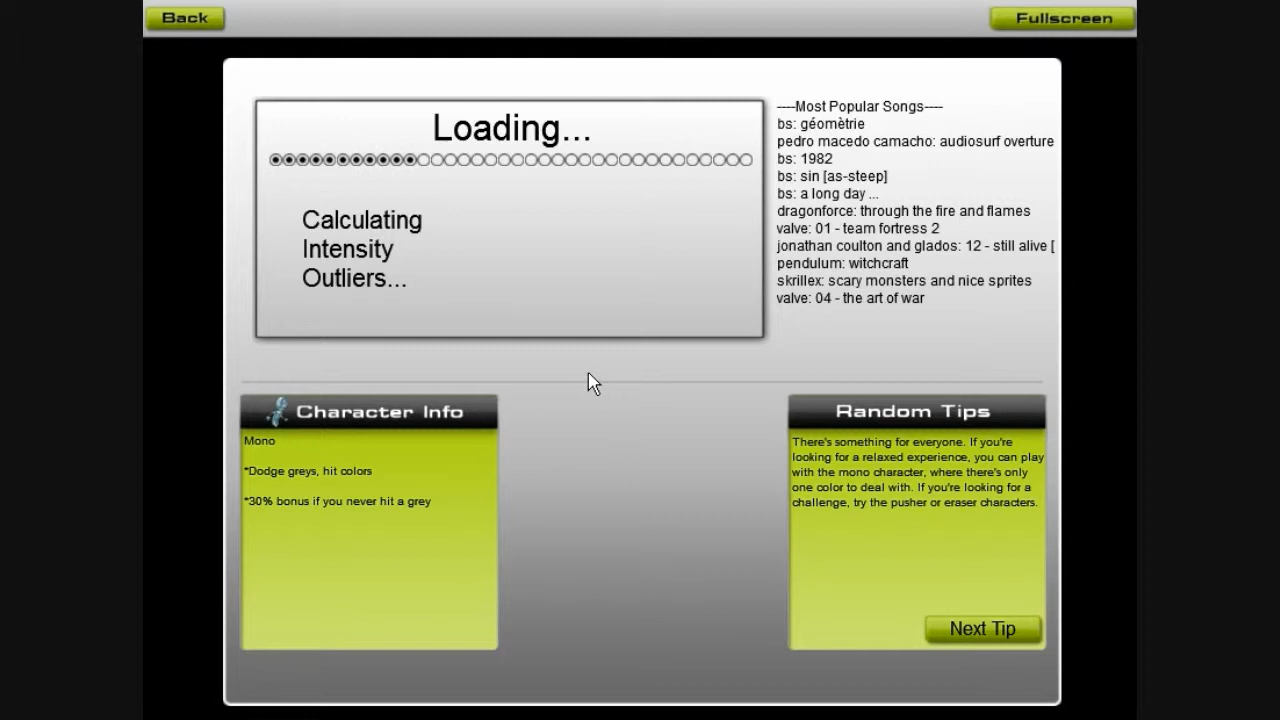 Back
Fullscreen
Loading...
Calculating
Intensity
Outliers...
----Most Popular Songs----
bs: géomètrie
pedro macedo camacho: audiosurf overture
bs: 1982
bs: sin [as-steep]
bs: a long day ...
dragonforce: through the fire and flames
valve: 01 - team fortress 2
jonathan coulton and glados: 12 - still alive [
pendulum: witchcraft
skrillex: scary monsters and nice sprites
valve: 04 - the art of war
Character Info
Mono
*Dodge greys, hit colors
*30% bonus if you never hit a grey
Random Tips
There's something for everyone. If you're
looking for a relaxed experience, you can play
with the mono character, where there's only
one color to deal with. If you're looking for a
challenge, try the pusher or eraser characters.
Next Tip